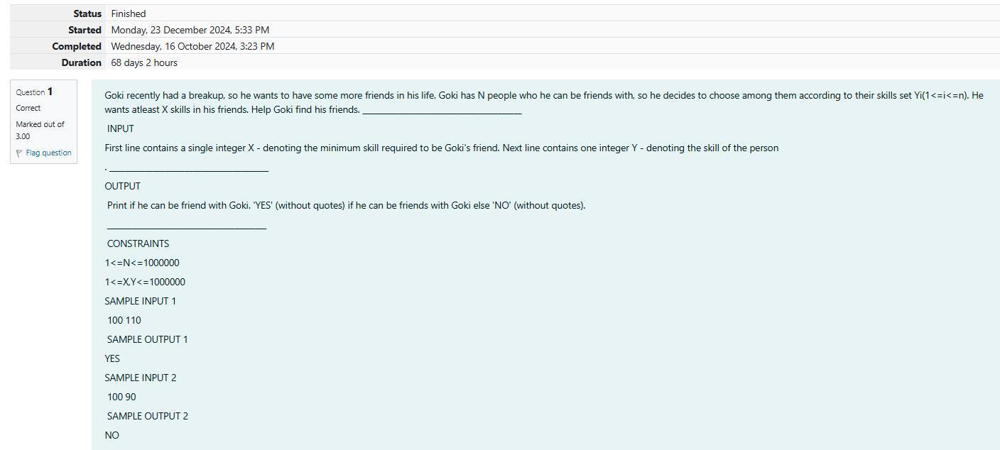 Status Finished
Started Monday, 23 December 2024, 5:33 PM
Completed Wednesday, 16 October 2024, 3:23 PM
Duration 68 days 2 hours
Question 1
Correct
Marked out of
3.00
Flag question
Goki recently had a breakup, so he wants to have some more friends in his life. Goki has N people who he can be friends with, so he decides to choose among them according to their skills set Yi(1<=i<=n). He
wants atleast X skills in his friends. Help Goki find his friends. ________________________________
INPUT
First line contains a single integer X - denoting the minimum skill required to be Goki's friend. Next line contains one integer Y - denoting the skill of the person
. ________________________________
OUTPUT
Print if he can be friend with Goki. 'YES' (without quotes) if he can be friends with Goki else 'NO' (without quotes).
________________________________
CONSTRAINTS
1<=N<=1000000
1<=X,Y<=1000000
SAMPLE INPUT 1
100 110
SAMPLE OUTPUT 1
YES
SAMPLE INPUT 2
100 90
SAMPLE OUTPUT 2
NO